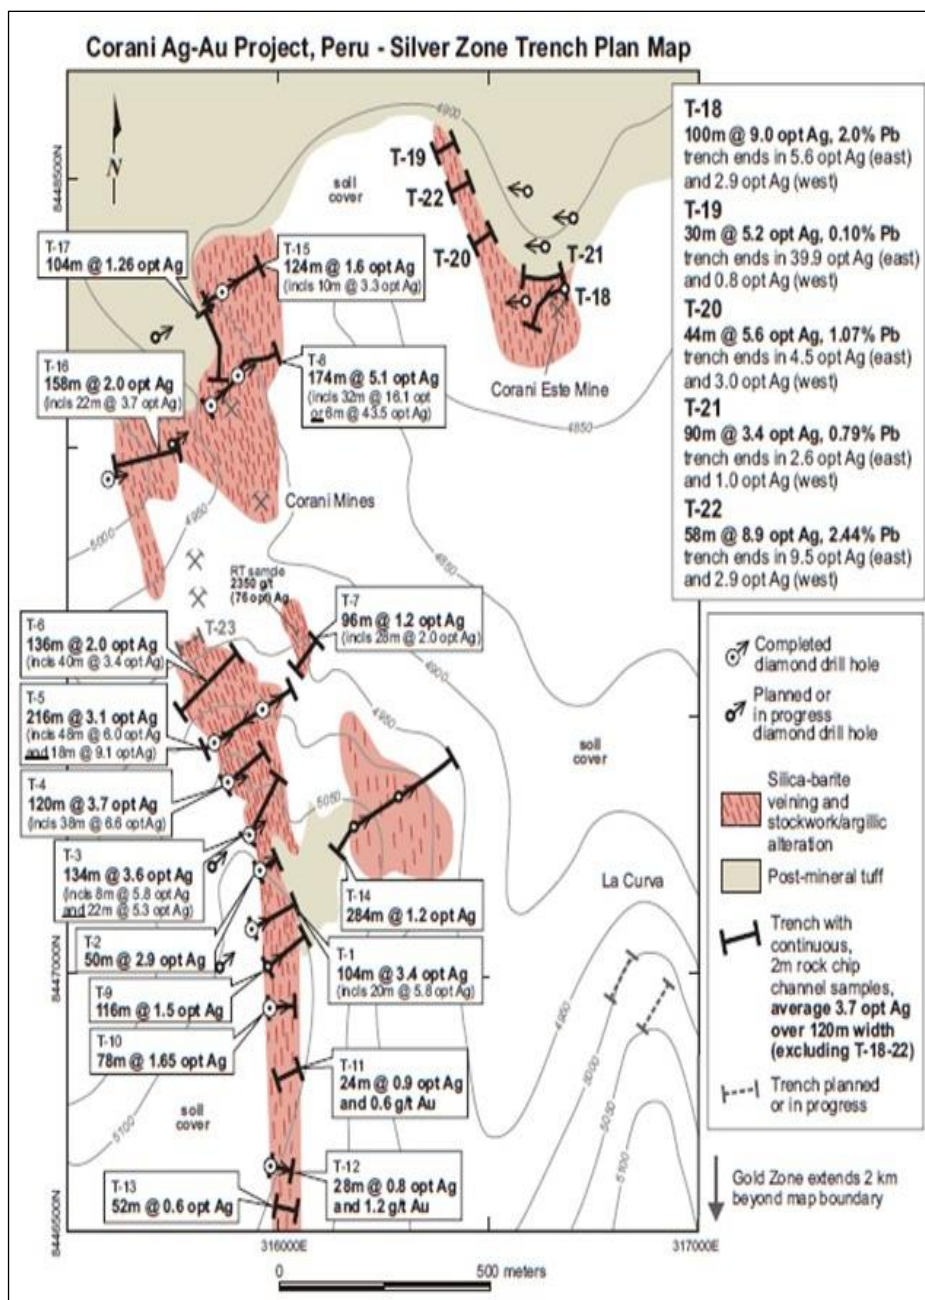 Corani Ag-Au Project, Peru - Silver Zone Trench Plan Map
N
8448500N
4900
soil
cover
T-19
T-22
T-20
T-21
T-18
Corani Este Mine
4850
T-17
104m @ 1.26 opt Ag
T-15
124m @ 1.6 opt Ag
(incls 10m @ 3.3 opt Ag)
T-16
158m @ 2.0 opt Ag
(incls 22m @ 3.7 opt Ag)
T-8
174m @ 5.1 opt Ag
(incls 32m @ 16.1 opt
or 6m @ 43.5 opt Ag)
Corani Mines
5000
4950
4850
RT sample
2350 g/t
(76 opt) Ag
T-23
T-7
96m @ 1.2 opt Ag
(incls 28m @ 2.0 opt Ag)
T-6
136m @ 2.0 opt Ag
(incls 40m @ 3.4 opt Ag)
4900
T-5
216m @ 3.1 opt Ag
(incls 48m @ 6.0 opt Ag
and 18m @ 9.1 opt Ag)
4950
soil
cover
T-4
120m @ 3.7 opt Ag
(incls 38m @ 6.6 opt Ag)
5050
T-3
134m @ 3.6 opt Ag
(incls 8m @ 5.8 opt Ag
and 22m @ 5.3 opt Ag)
T-14
284m @ 1.2 opt Ag
La Curva
T-2
50m @ 2.9 opt Ag
T-1
104m @ 3.4 opt Ag
(incls 20m @ 5.8 opt Ag)
8447000N
T-9
116m @ 1.5 opt Ag
T-10
78m @ 1.65 opt Ag
T-11
24m @ 0.9 opt Ag
and 0.6 g/t Au
4950
5000
5050
5100
5100
soil
cover
T-12
28m @ 0.8 opt Ag
and 1.2 g/t Au
T-13
52m @ 0.6 opt Ag
8446500N
316000E
317000E
0
500 meters
T-18
100m @ 9.0 opt Ag, 2.0% Pb
trench ends in 5.6 opt Ag (east)
and 2.9 opt Ag (west)
T-19
30m @ 5.2 opt Ag, 0.10% Pb
trench ends in 39.9 opt Ag (east)
and 0.8 opt Ag (west)
T-20
44m @ 5.6 opt Ag, 1.07% Pb
trench ends in 4.5 opt Ag (east)
and 3.0 opt Ag (west)
T-21
90m @ 3.4 opt Ag, 0.79% Pb
trench ends in 2.6 opt Ag (east)
and 1.0 opt Ag (west)
T-22
58m @ 8.9 opt Ag, 2.44% Pb
trench ends in 9.5 opt Ag (east)
and 2.9 opt Ag (west)
Completed
diamond drill hole
Planned or
in progress
diamond drill hole
Silica-barite
veining and
stockwork/argillic
alteration
Post-mineral tuff
Trench with
continuous,
2m rock chip
channel samples,
average 3.7 opt Ag
over 120m width
(excluding T-18-22)
Trench planned
or in progress
Gold Zone extends 2 km
beyond map boundary